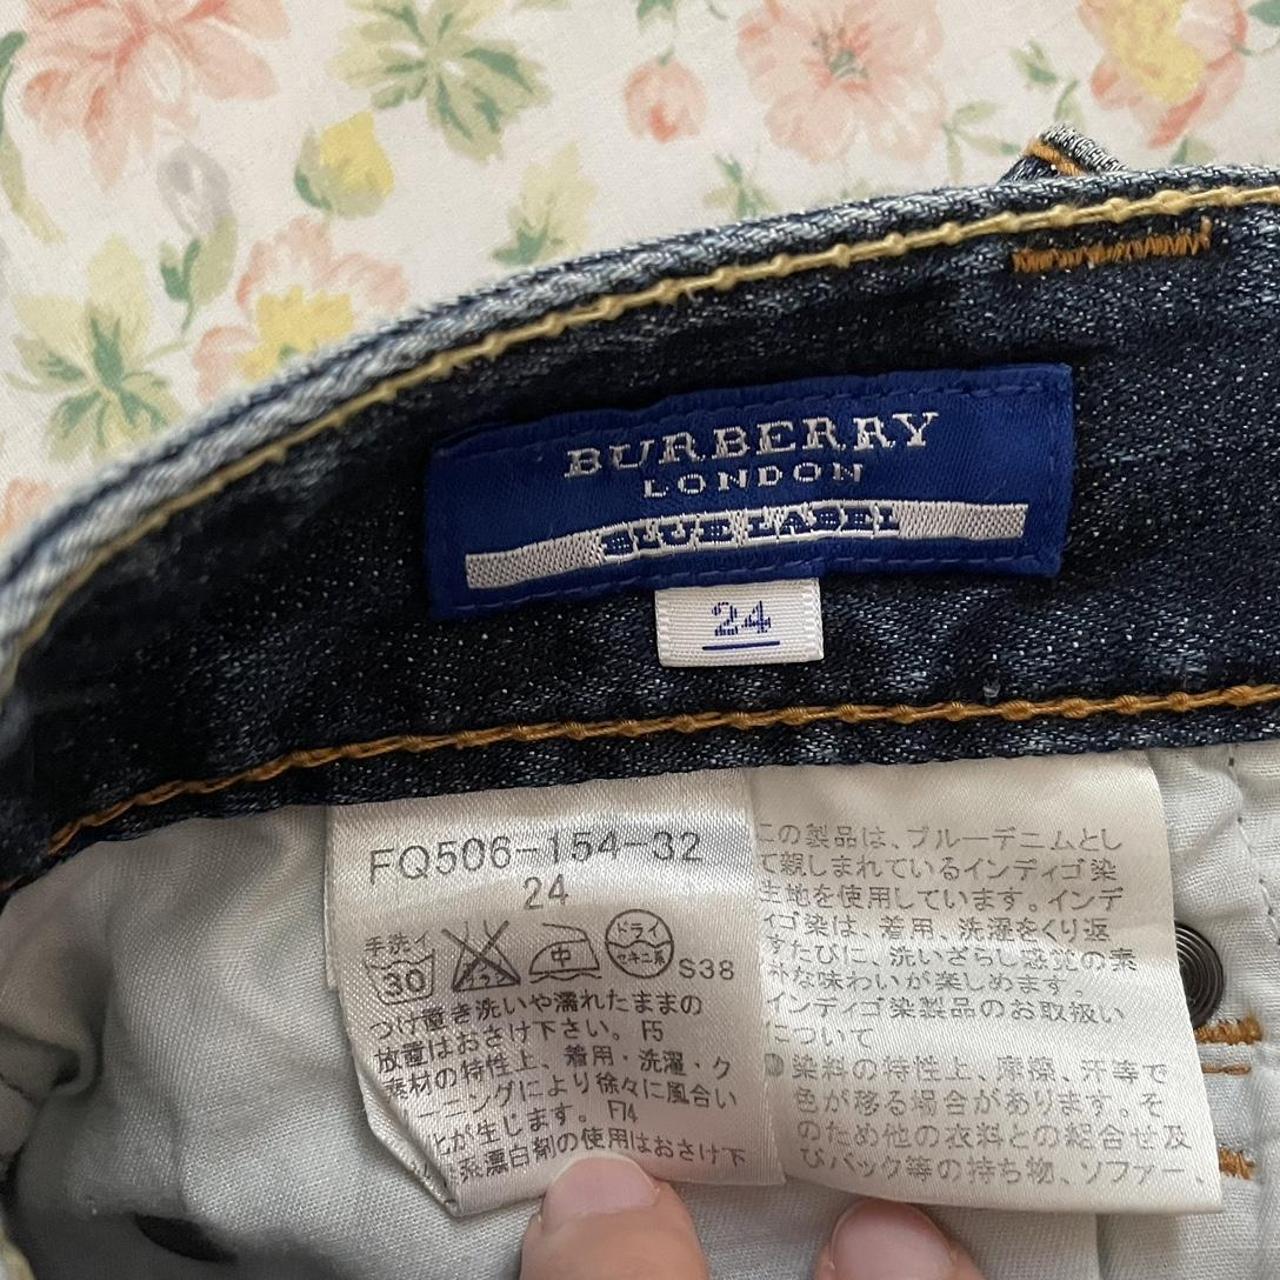 BURBERRY
LONDON
BLUE LABEL
24
FQ506-154-32
24
手洗イ
30
エンソサラシ
中
ドライ
セキユ系
S38
つけ置き洗いや濡れたままの
放置はおさけ下さい。F5
素材の特性上、着用・洗濯・ク
ーニングにより徐々に風合い
化が生じます。F74
系漂白剤の使用はおさけ下
この製品は、ブルーデニムとし
て親しまれているインディゴ染
生地を使用しています。インデ
ィゴ染は、着用、洗濯をくり返
すたびに、洗いざらし感覚の素
朴な味わいが楽しめます。
インディゴ染製品のお取扱い
について
染料の特性上、摩擦、汗等で
色が移る場合があります。そ
のため他の衣料との組合せ及
びバック等の持ち物、ソファー、